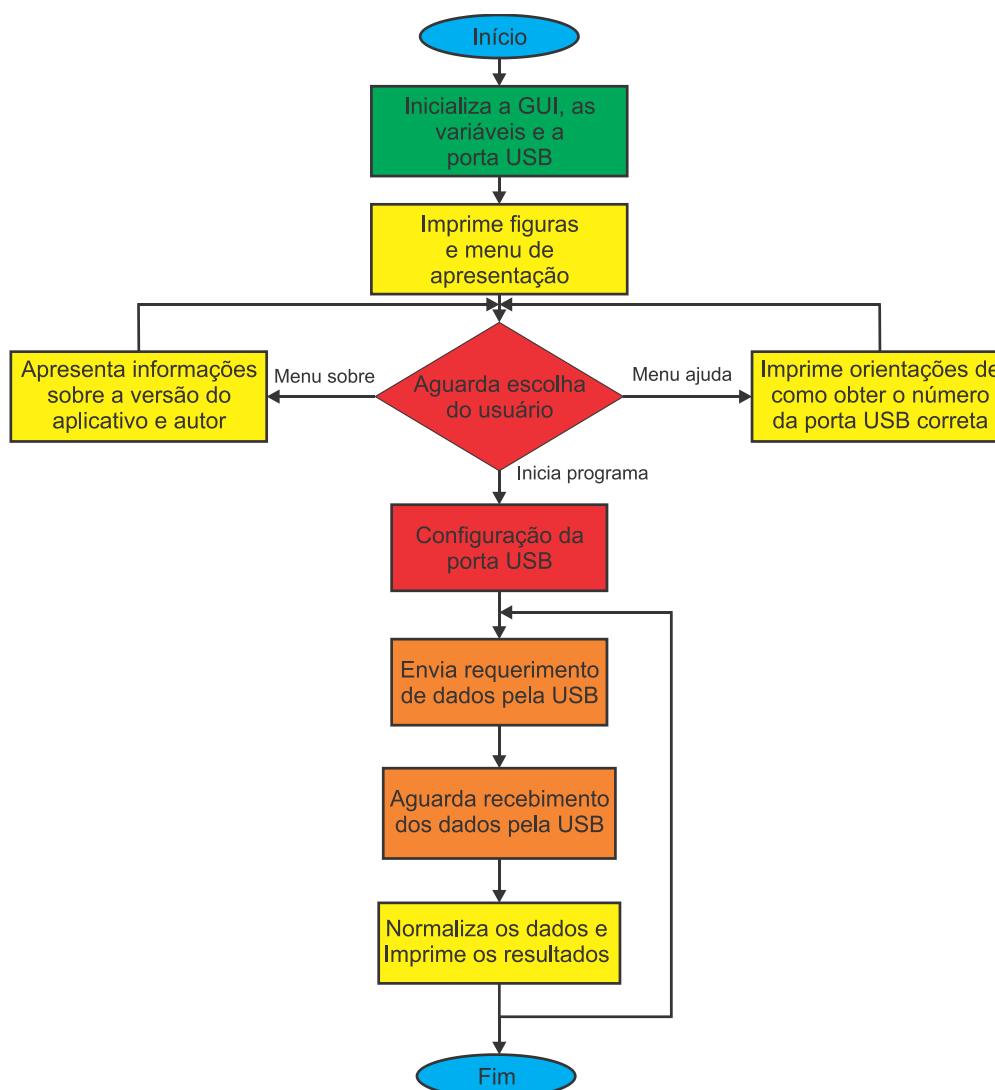 Início
Inicializa a GUI, as
variáveis e a
porta USB
Imprime figuras
e menu de
apresentação
Apresenta informações
sobre a versão do
aplicativo e autor
Menu sobre
Aguarda escolha
do usuário
Menu ajuda
Imprime orientações de
como obter o número
da porta USB correta
Inicia programa
Configuração da
porta USB
Envia requerimento
de dados pela USB
Aguarda recebimento
dos dados pela USB
Normaliza os dados e
Imprime os resultados
Fim